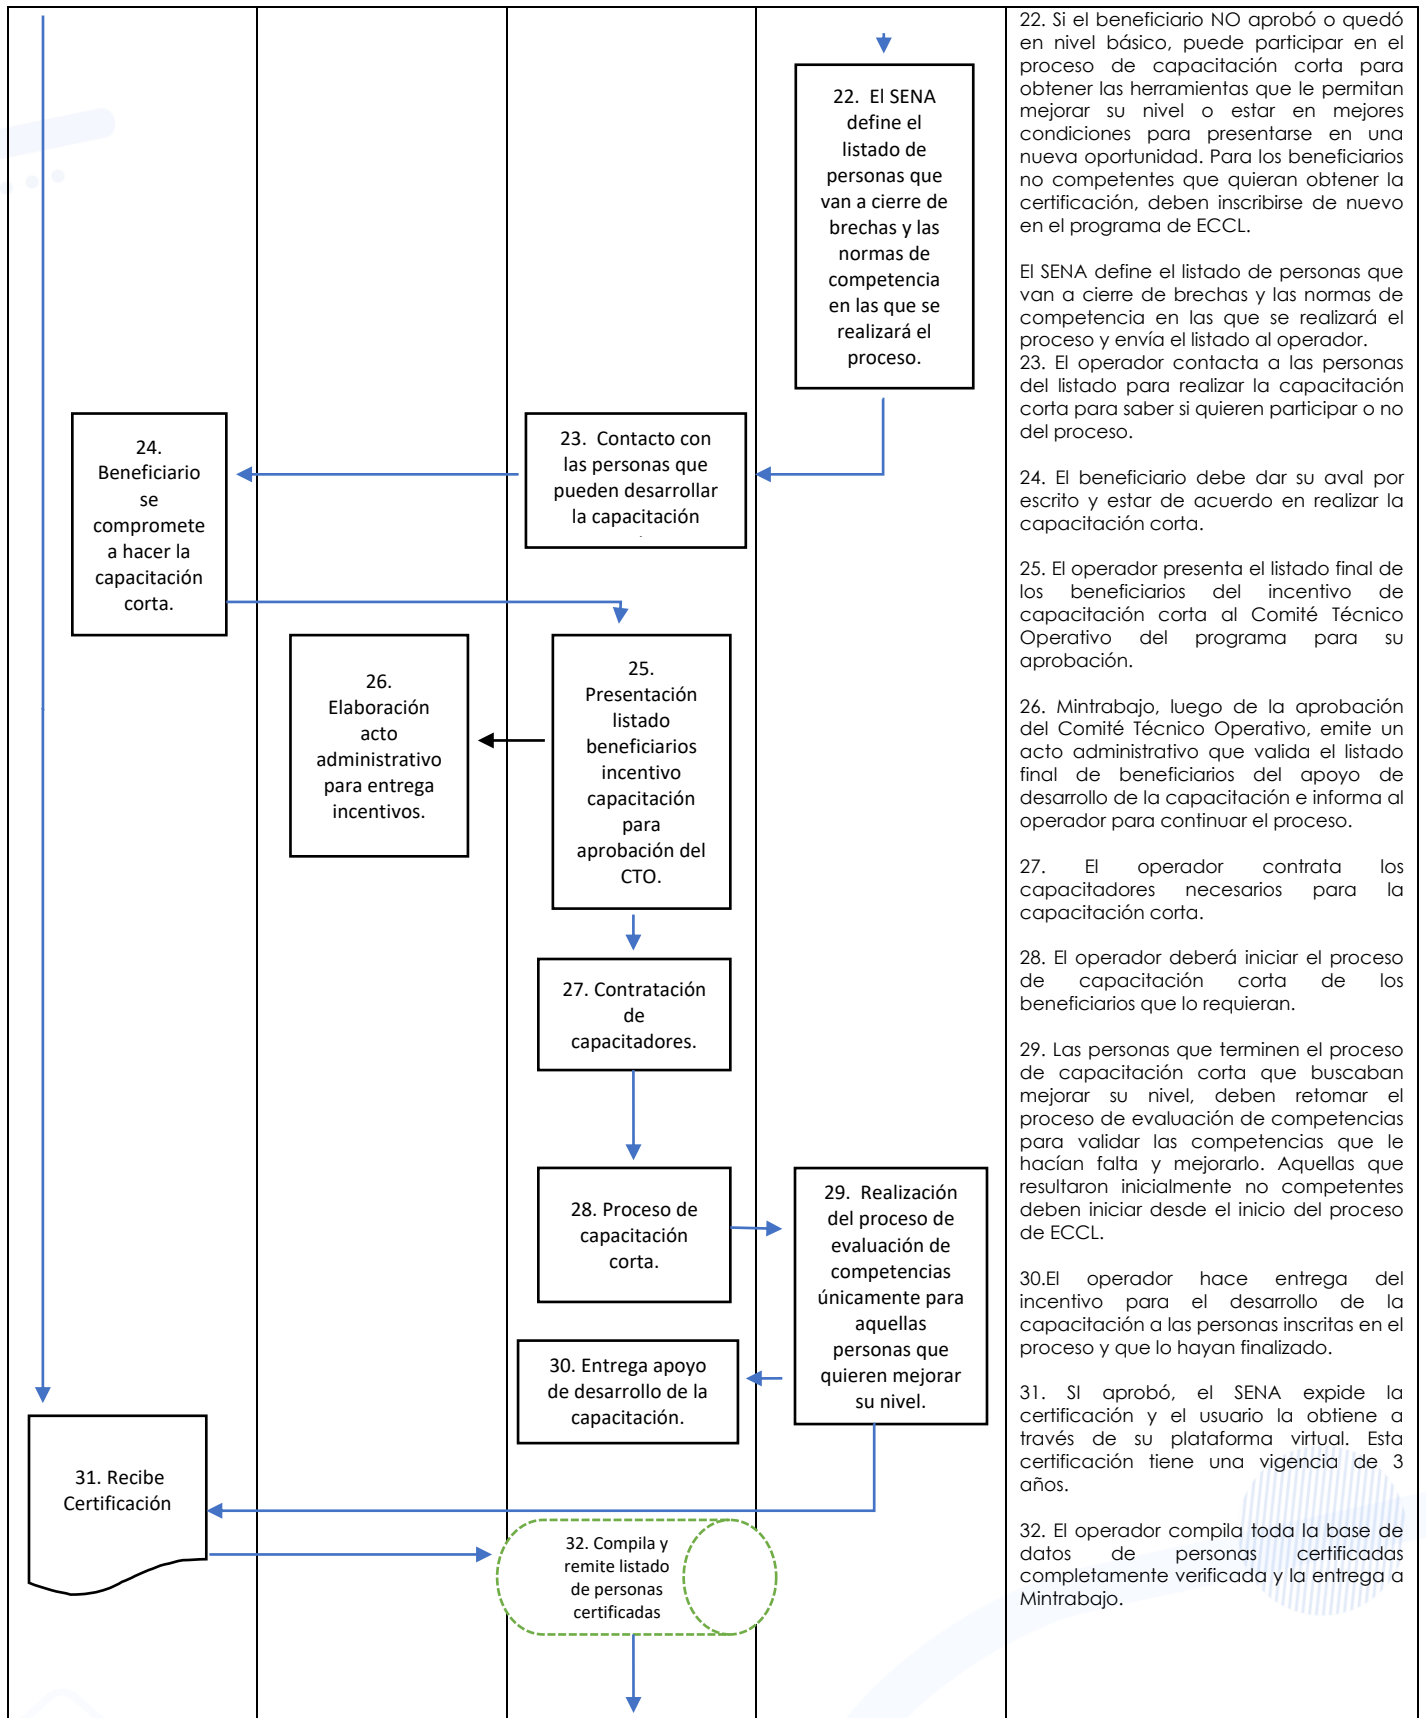 22. El SENA
define el
listado de
personas que
van a cierre de
brechas y las
normas de
competencia
en las que se
realizará el
proceso.
23. Contacto con
las personas que
pueden desarrollar
la capacitación
24.
Beneficiario
se
compromete
a hacer la
capacitación
corta.
25.
Presentación
listado
beneficiarios
incentivo
capacitación
para
aprobación del
CTO.
26.
Elaboración
acto
administrativo
para entrega
incentivos.
27. Contratación
de
capacitadores.
28. Proceso de
capacitación
corta.
29. Realización
del proceso de
evaluación de
competencias
únicamente para
aquellas
personas que
quieren mejorar
su nivel.
30. Entrega apoyo
de desarrollo de la
capacitación.
31. Recibe
Certificación
32. Compila y
remite listado
de personas
certificadas
22. Si el beneficiario NO aprobó o quedó
en nivel básico, puede participar en el
proceso de capacitación corta para
obtener las herramientas que le permitan
mejorar su nivel o estar en mejores
condiciones para presentarse en una
nueva oportunidad. Para los beneficiarios
no competentes que quieran obtener la
certificación, deben inscribirse de nuevo
en el programa de ECCL.
El SENA define el listado de personas que
van a cierre de brechas y las normas de
competencia en las que se realizará el
proceso y envía el listado al operador.
23. El operador contacta a las personas
del listado para realizar la capacitación
corta para saber si quieren participar o no
del proceso.
24. El beneficiario debe dar su aval por
escrito y estar de acuerdo en realizar la
capacitación corta.
25. El operador presenta el listado final de
los beneficiarios del incentivo de
capacitación corta al Comité Técnico
Operativo del programa para su
aprobación.
26. Mintrabajo, luego de la aprobación
del Comité Técnico Operativo, emite un
acto administrativo que valida el listado
final de beneficiarios del apoyo de
desarrollo de la capacitación e informa al
operador para continuar el proceso.
27. El operador contrata los
capacitadores necesarios para la
capacitación corta.
28. El operador deberá iniciar el proceso
de capacitación corta de los
beneficiarios que lo requieran.
29. Las personas que terminen el proceso
de capacitación corta que buscaban
mejorar su nivel, deben retomar el
proceso de evaluación de competencias
para validar las competencias que le
hacían falta y mejorarlo. Aquellas que
resultaron inicialmente no competentes
deben iniciar desde el inicio del proceso
de ECCL.
30.El operador hace entrega del
incentivo para el desarrollo de la
capacitación a las personas inscritas en el
proceso y que lo hayan finalizado.
31. SI aprobó, el SENA expide la
certificación y el usuario la obtiene a
través de su plataforma virtual. Esta
certificación tiene una vigencia de 3
años.
32. El operador compila toda la base de
datos de personas certificadas
completamente verificada y la entrega a
Mintrabajo.